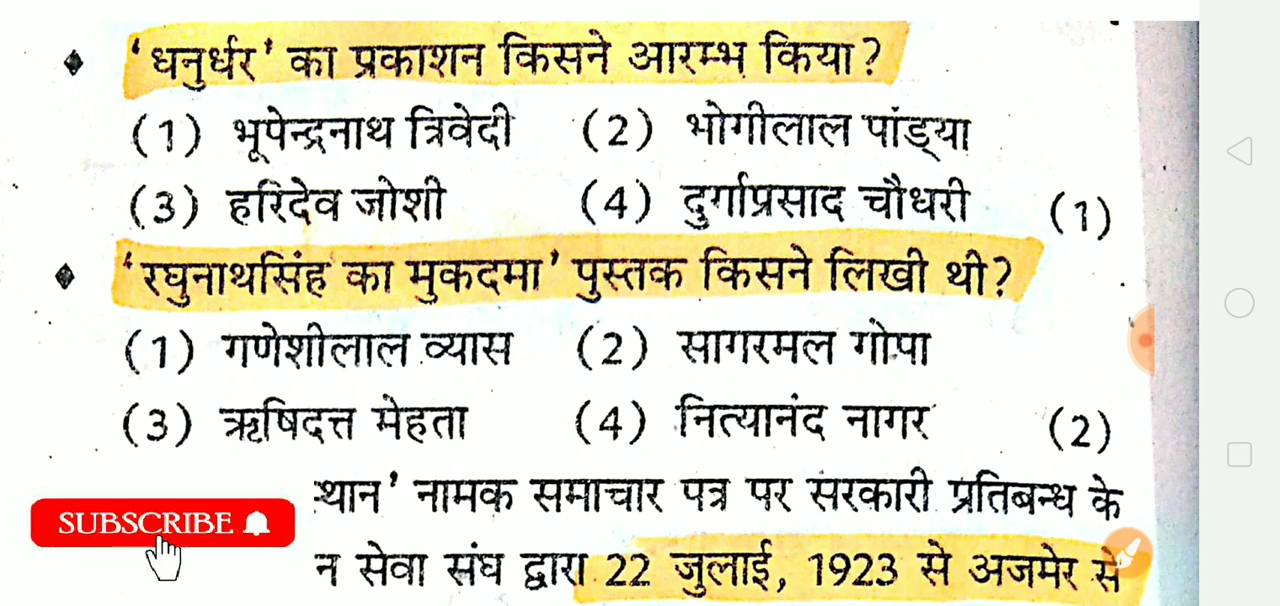 'धनुर्धर' का प्रकाशन किसने आरम्भ किया?
(1) भूपेन्द्रनाथ त्रिवेदी (2) भोगीलाल पांड्या
(3) हरिदेव जोशी (4) दुर्गाप्रसाद चौधरी (1)
'रघुनाथसिंह का मुकदमा' पुस्तक किसने लिखी थी?
(1) गणेशीलाल व्यास (2) सागरमल गोपा
(3) ऋषिदत्त मेहता (4) नित्यानंद नागर (2)
नामक समाचार पत्र पर सरकारी प्रतिबन्ध के
SUBSCRIBE
न सेवा संघ द्वारा 22 जुलाई, 1923 से अजमेर से